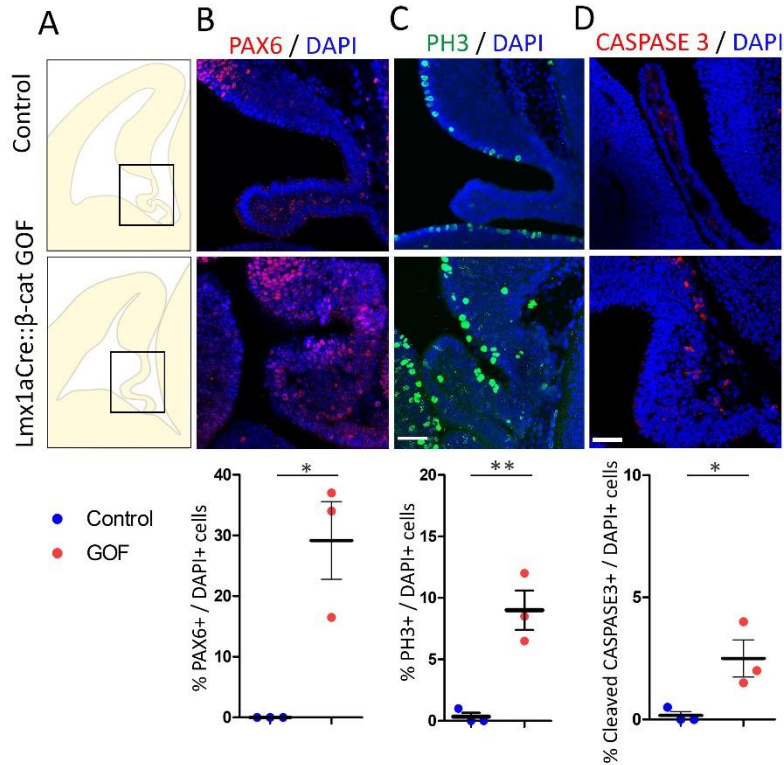 A
B
C
D
PAX6 / DAPI
PH3 / DAPI
CASPASE 3 / DAPI
Control
Lmx1aCre::β-cat GOF
Control
GOF
% PAX6+ / DAPI+ cells
40
30
20
10
0
*
% PH3+ / DAPI+ cells
20
15
10
5
0
**
% Cleaved CASPASE3+ / DAPI+ cells
10
5
0
*